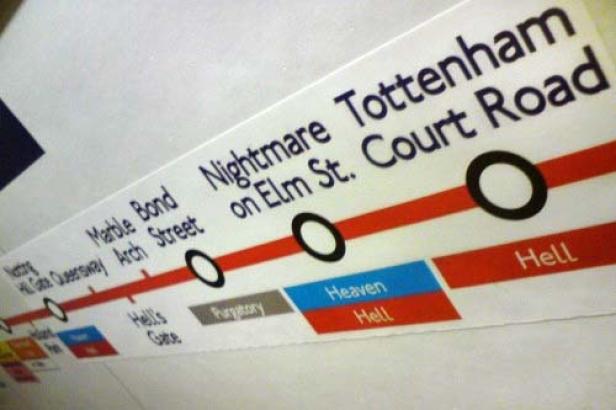 Notting
Hill Gate
Queensway
Marble
Arch
Hell's
Gate
Bond
Street
Purgatory
Nightmare
on Elm St.
Heaven
Hell
Tottenham
Court Road
Hell